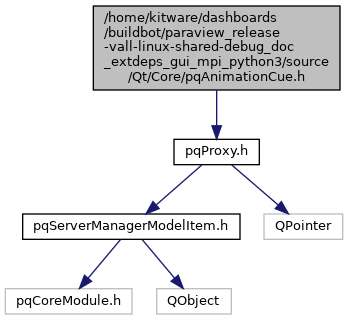 /home/kitware/dashboards
/buildbot/paraview_release
-vall-linux-shared-debug_doc
_extdeps_gui_mpi_python3/source
/Qt/Core/pqAnimationCue.h
pqProxy.h
pqServerManagerModelItem.h
QPointer
pqCoreModule.h
QObject